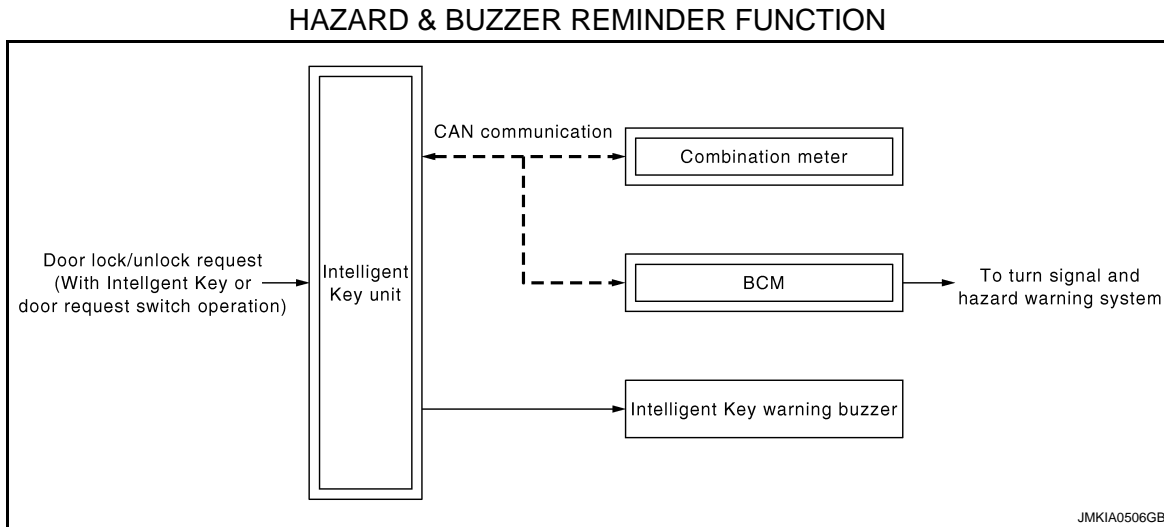 HAZARD & BUZZER REMINDER FUNCTION
CAN communication
Combination meter
Door lock/unlock request
(With Intellgent Key or
door request switch operation)
Intelligent
Key unit
BCM
To turn signal and
hazard warning system
Intelligent Key warning buzzer
JMKIA0506GB